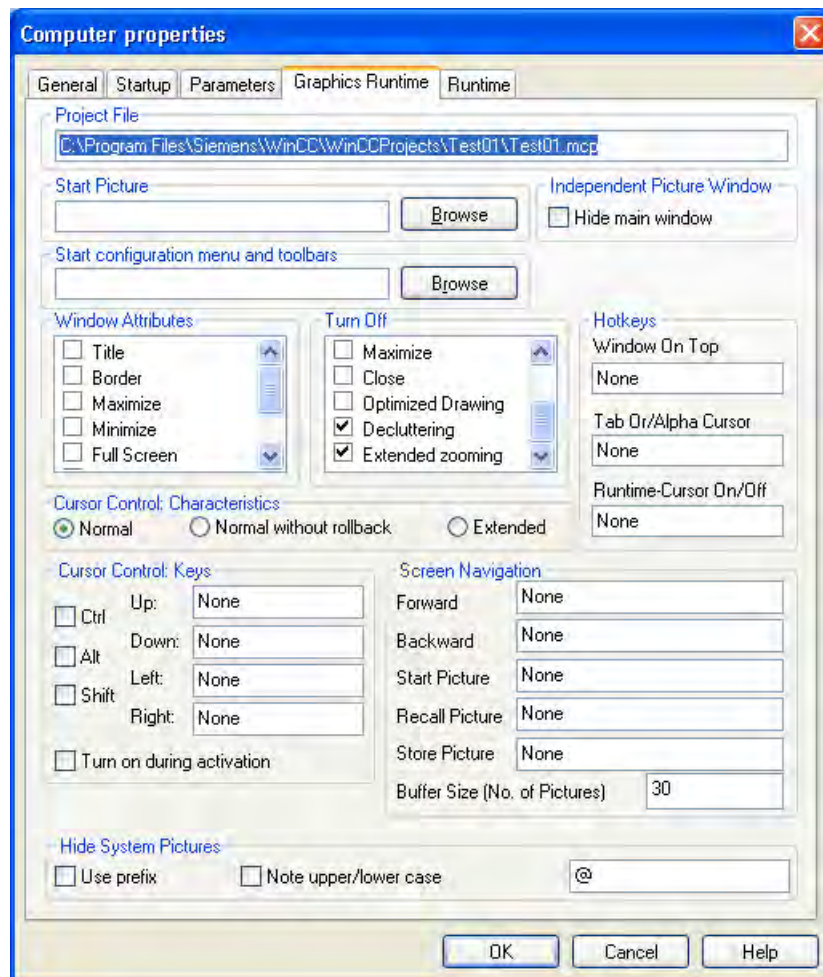 Computer properties
General Startup Parameters Graphics Runtime Runtime
Project File
C:\Program Files\Siemens\WinCC\WinCCProjects\Test01\Test01.mcp
Start Picture
Browse
Independent Picture Window
Hide main window
Start configuration menu and toolbars
Browse
Window Attributes
Title
Border
Maximize
Minimize
Full Screen
Turn Off
Maximize
Close
Optimized Drawing
Decluttering
Extended zooming
Hotkeys
Window On Top
None
Tab Or/Alpha Cursor
None
Runtime-Cursor On/Off
None
Cursor Control: Characteristics
Normal Normal without rollback Extended
Cursor Control: Keys
Ctrl
Alt
Shift
Up: None
Down: None
Left: None
Right: None
Turn on during activation
Screen Navigation
Forward None
Backward None
Start Picture None
Recall Picture None
Store Picture None
Buffer Size (No. of Pictures) 30
Hide System Pictures
Use prefix Note upper/lower case @
OK Cancel Help